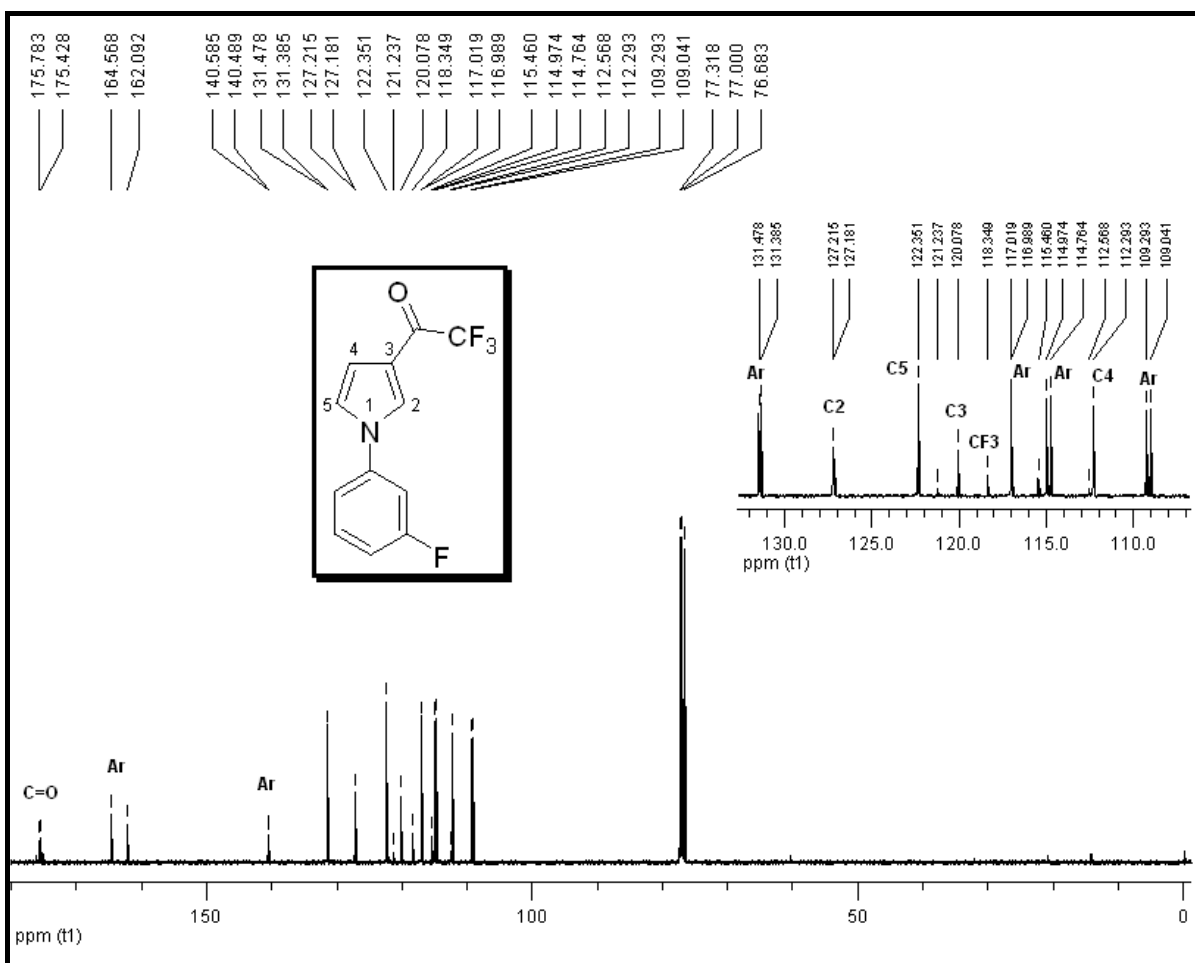 175.783
175.428
164.568
162.092
140.585
140.489
131.478
131.385
127.215
127.181
122.351
121.237
120.078
118.349
117.019
116.989
115.460
114.974
114.764
112.568
112.293
109.293
109.041
77.318
77.000
76.683
131.478
131.385
127.215
127.181
122.351
121.237
120.078
118.349
117.019
116.989
115.460
114.974
114.764
112.568
112.293
109.293
109.041
Ar
C2
C5
C3
CF3
Ar
Ar
C4
Ar
130.0 125.0 120.0 115.0 110.0
ppm (t1)
O
CF3
4 3
5 1 2
N
F
C=O
Ar
Ar
150 100 50 0
ppm (t1)